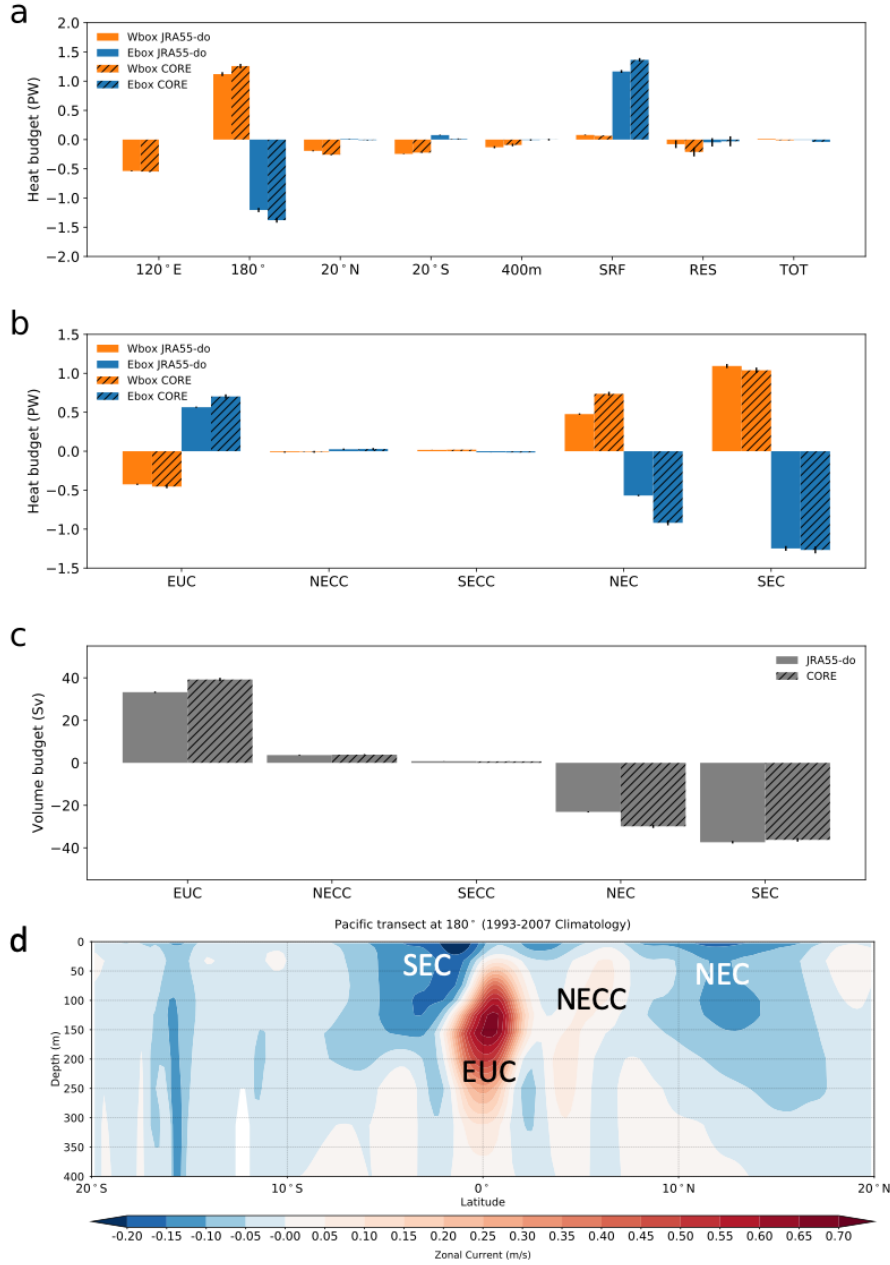 a
Heat budget (PW)
2.0
1.5
1.0
0.5
0.0
−0.5
−1.0
−1.5
−2.0
Wbox JRA55-do
Ebox JRA55-do
Wbox CORE
Ebox CORE
120°E 180° 20°N 20°S 400m SRF RES TOT
b
Heat budget (PW)
1.5
1.0
0.5
0.0
−0.5
−1.0
−1.5
Wbox JRA55-do
Ebox JRA55-do
Wbox CORE
Ebox CORE
EUC NECC SECC NEC SEC
c
Volume budget (Sv)
40
20
0
−20
−40
JRA55-do
CORE
EUC NECC SECC NEC SEC
d
Pacific transect at 180° (1993-2007 Climatology)
Depth (m)
0
50
100
150
200
250
300
350
400
SEC
NEC
NECC
EUC
20°S 10°S 0° 10°N 20°N
Latitude
-0.20 -0.15 -0.10 -0.05 -0.00 0.05 0.10 0.15 0.20 0.25 0.30 0.35 0.40 0.45 0.50 0.55 0.60 0.65 0.70
Zonal Current (m/s)